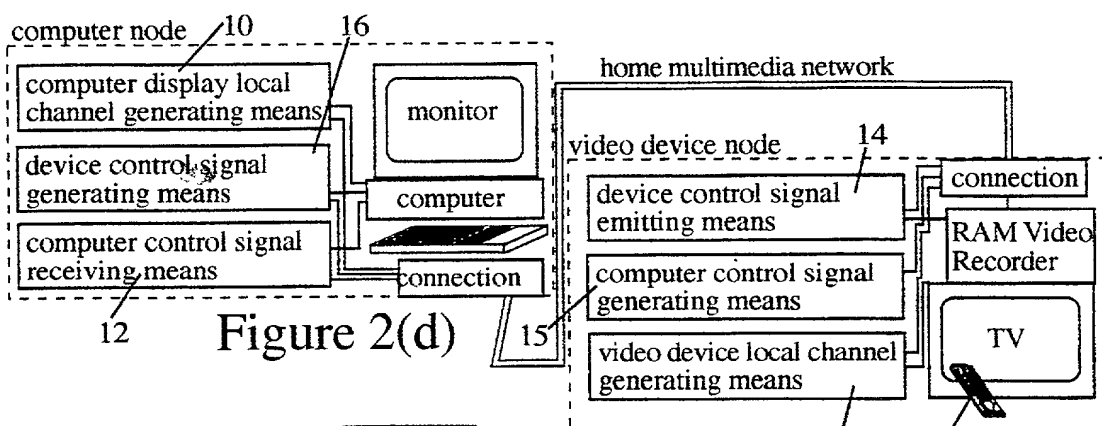 computer node
10
16
computer display local
channel generating means
device control signal
generating means
computer control signal
receiving means
12
monitor
computer
connection
Figure 2(d)
home multimedia network
video device node
14
device control signal
emitting means
computer control signal
generating means
15
video device local channel
generating means
connection
RAM Video
Recorder
TV